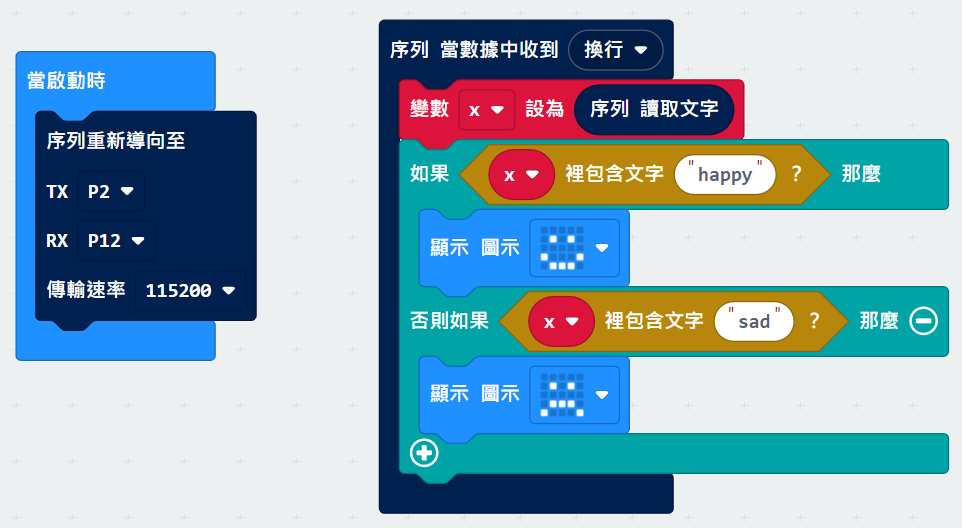 當啟動時
序列重新導向至
TX P2
RX P12
傳輸速率 115200
序列 當數據中收到 換行
變數 x 設為 序列 讀取文字
如果 x 裡包含文字 "happy" ? 那麼
顯示 圖示
否則如果 x 裡包含文字 "sad" ? 那麼
顯示 圖示